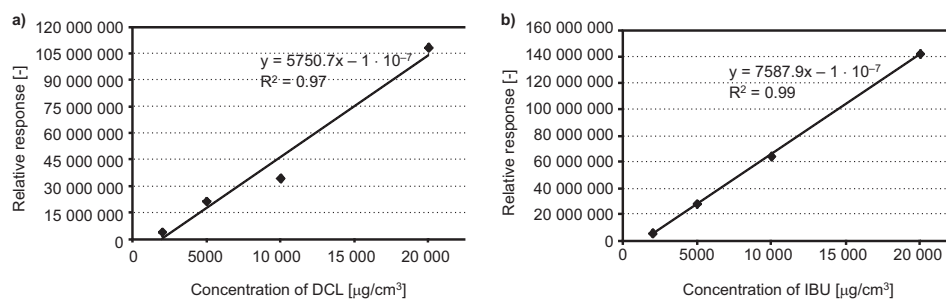 a)
120 000 000
105 000 000
90 000 000
75 000 000
60 000 000
45 000 000
30 000 000
15 000 000
0
0 5000 10 000 15 000 20 000
Relative response [-]
y = 5750.7x – 1 · 10⁻⁷
R² = 0.97
Concentration of DCL [μg/cm³]
b)
160 000 000
140 000 000
120 000 000
100 000 000
80 000 000
60 000 000
40 000 000
20 000 000
0
0 5000 10 000 15 000 20 000
Relative response [-]
y = 7587.9x – 1 · 10⁻⁷
R² = 0.99
Concentration of IBU [μg/cm³]